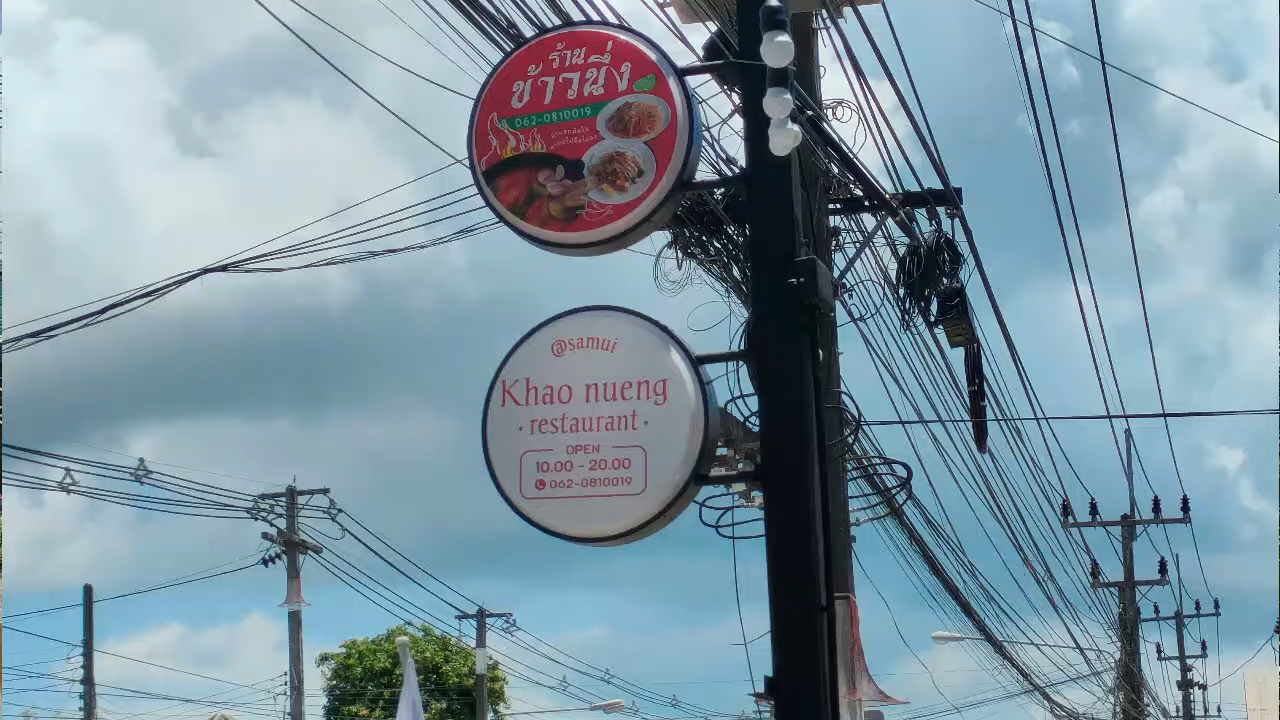 ร้าน
ข้าวนึ่ง
062-0810019
@samui
Khao nueng
· restaurant ·
OPEN
10.00 - 20.00
062-0810019